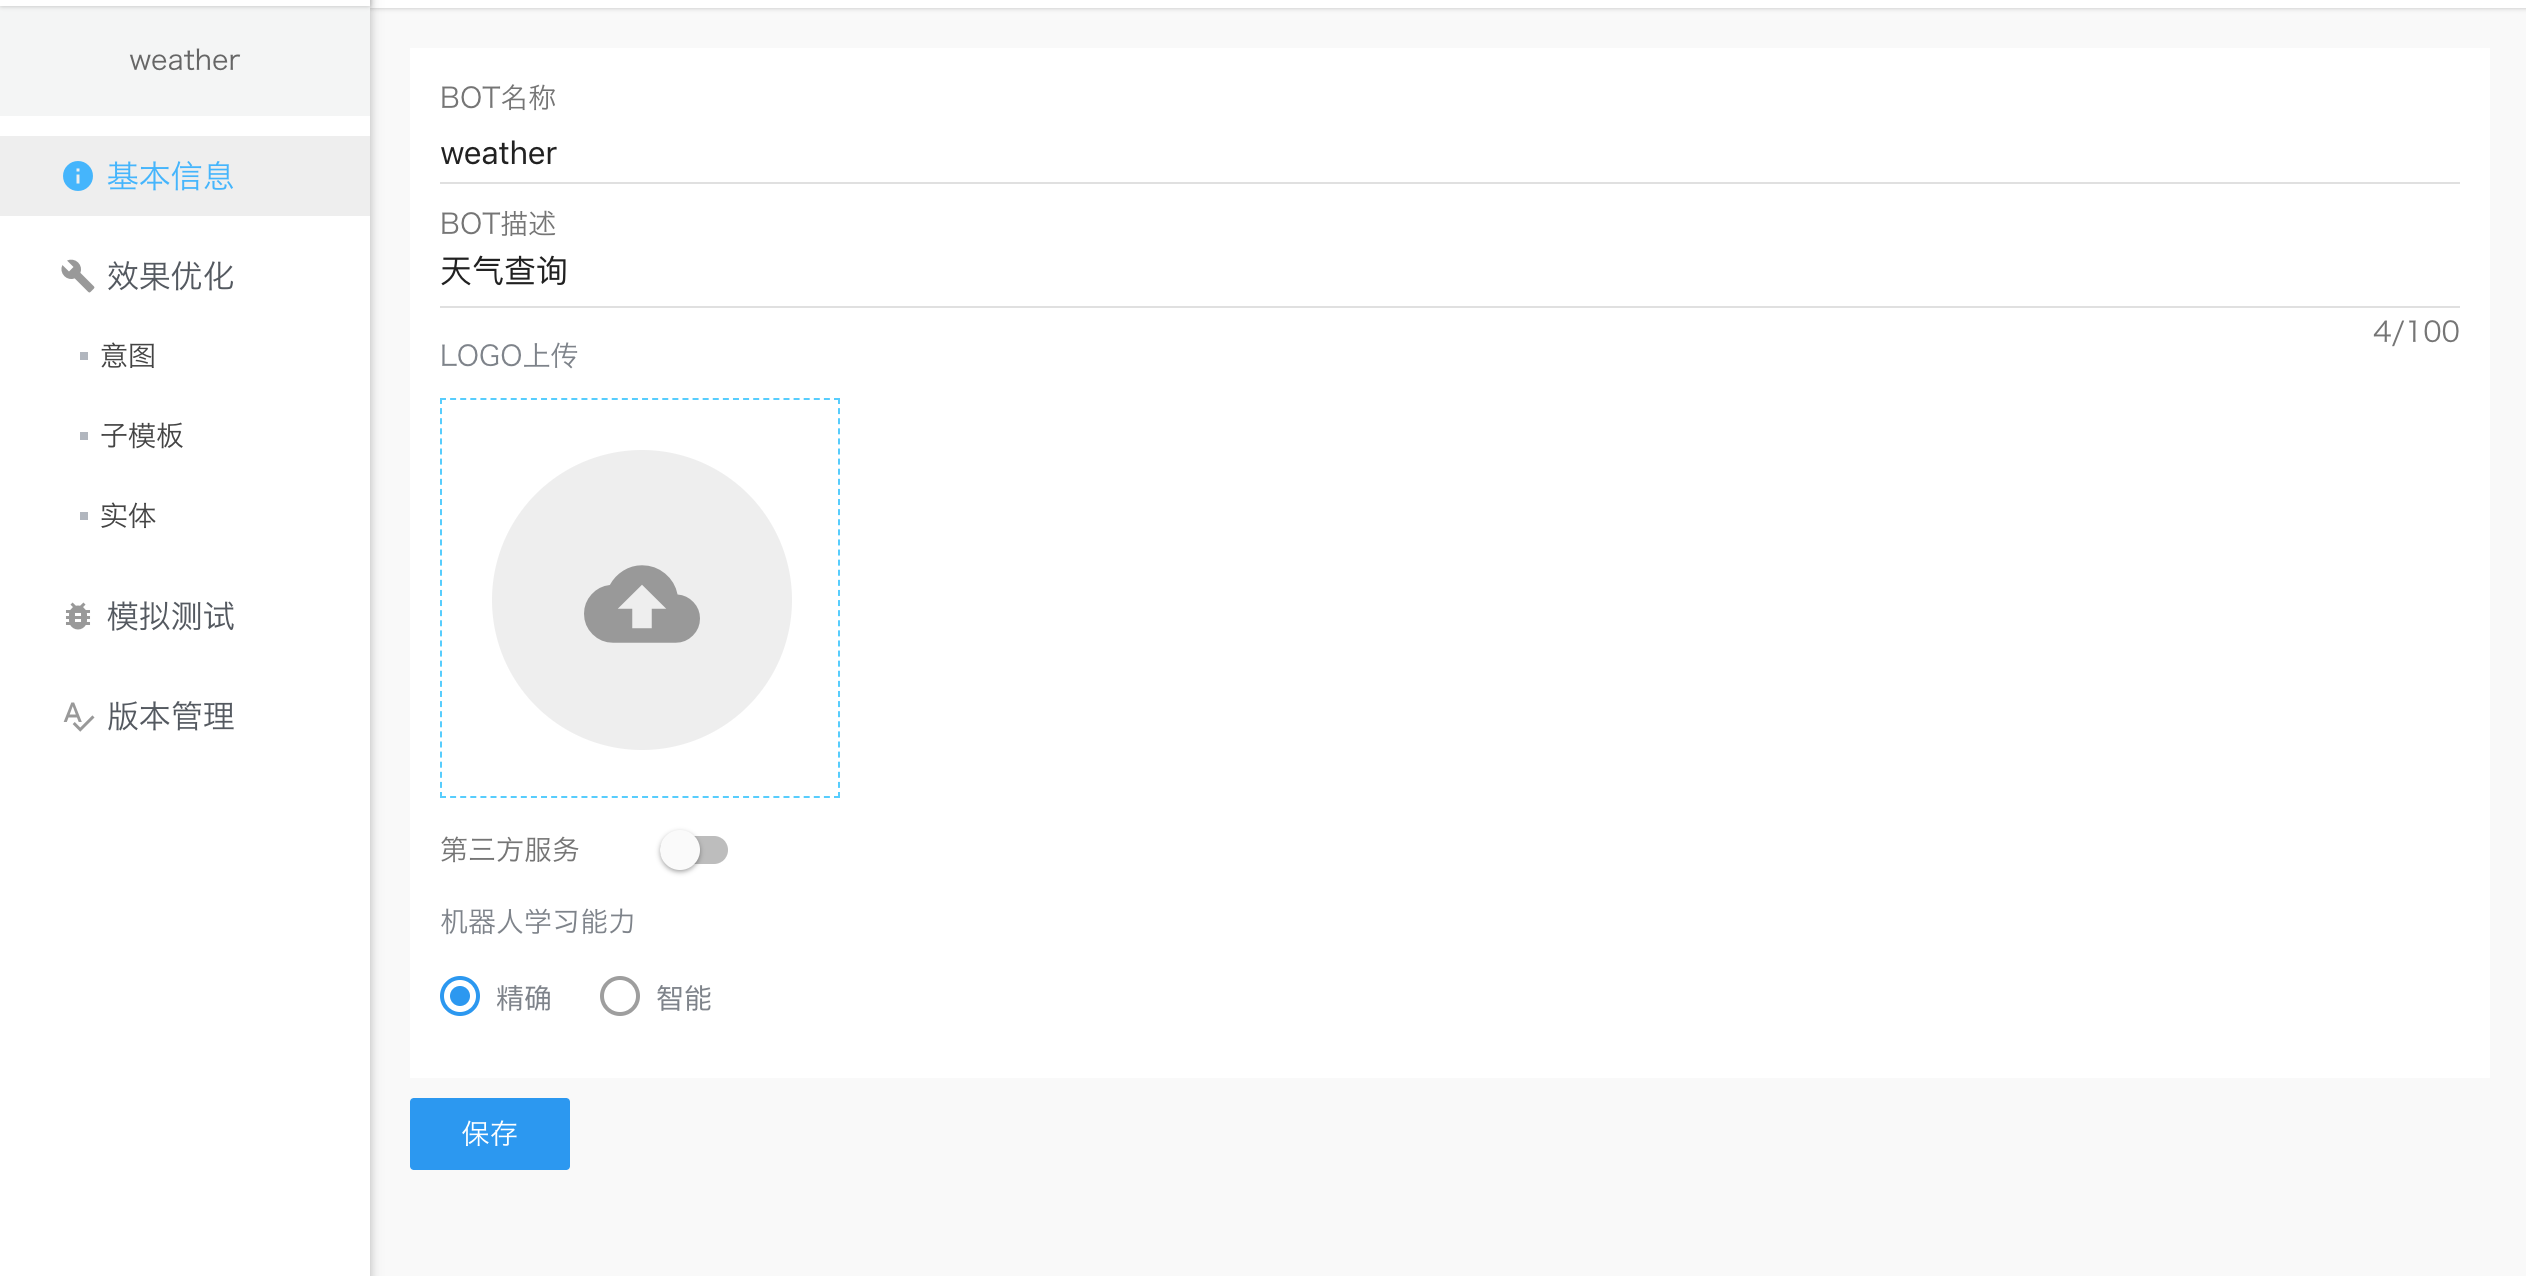 weather
基本信息
效果优化
意图
子模板
实体
模拟测试
版本管理
BOT名称
weather
BOT描述
天气查询
4/100
LOGO上传
第三方服务
机器人学习能力
精确 智能
保存